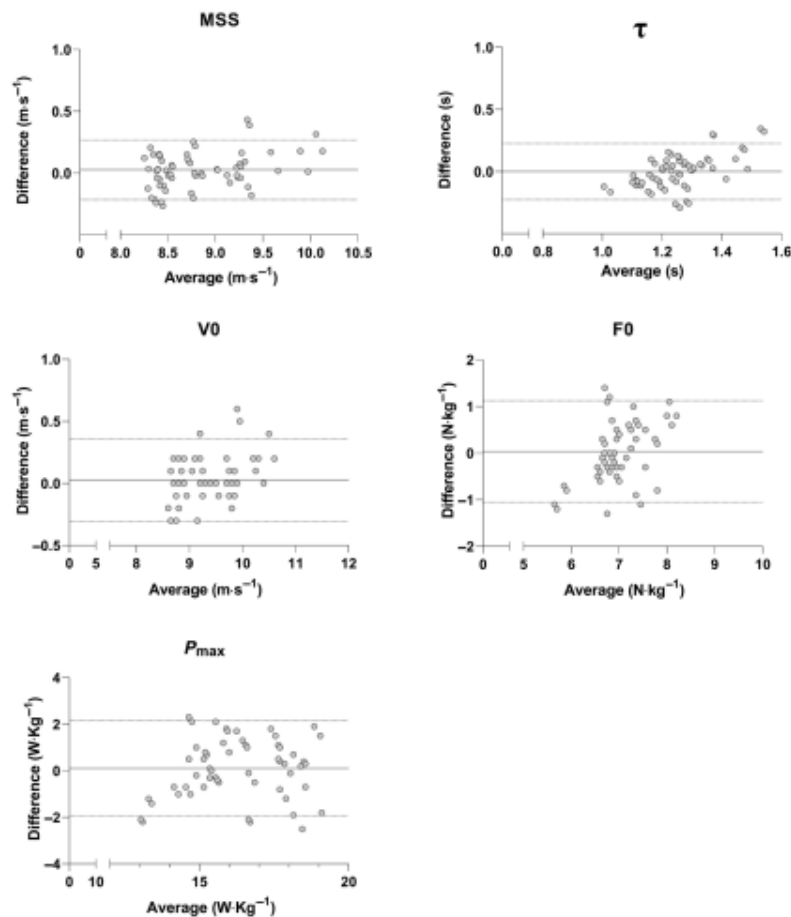 MSS
1.0
0.5
0.0
Difference (m·s⁻¹)
0 8.0 8.5 9.0 9.5 10.0 10.5
Average (m·s⁻¹)
τ
1.0
0.5
0.0
Difference (s)
0.0 0.8 1.0 1.2 1.4 1.6
Average (s)
V0
1.0
0.5
0.0
−0.5
Difference (m·s⁻¹)
0 5 8 9 10 11 12
Average (m·s⁻¹)
F0
2
1
0
−1
−2
Difference (N·kg⁻¹)
0 5 6 7 8 9 10
Average (N·kg⁻¹)
Pmax
4
2
0
−2
−4
Difference (W·Kg⁻¹)
0 10 15 20
Average (W·Kg⁻¹)